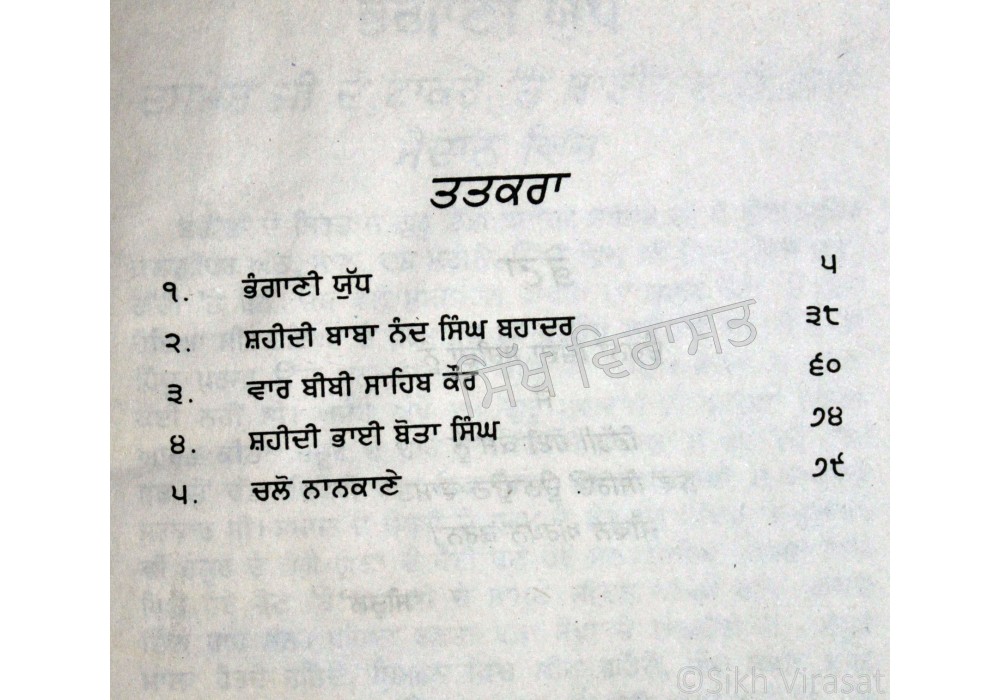 ਤਤਕਰਾ
੧. ਭੰਗਾਣੀ ਯੁੱਧ ੫
੨. ਸ਼ਹੀਦੀ ਬਾਬਾ ਨੰਦ ਸਿੰਘ ਬਹਾਦਰ ੩੮
੩. ਵਾਰ ਬੀਬੀ ਸਾਹਿਬ ਕੌਰ ੬੦
੪. ਸ਼ਹੀਦੀ ਭਾਈ ਬੋਤਾ ਸਿੰਘ ੭੪
੫. ਚਲੋ ਨਾਨਕਾਣੇ ੭੯
ਸਿੱਖ ਵਿਰਾਸਤ
©Sikh Virasat